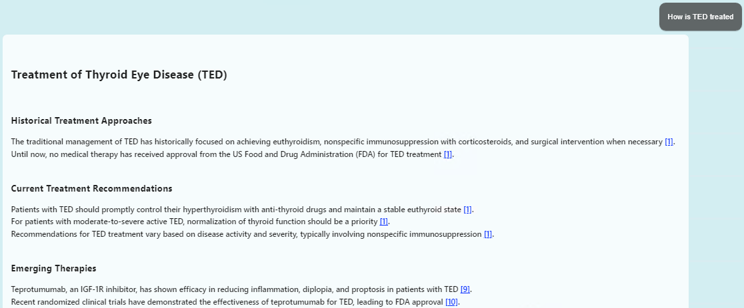 How is TED treated
Treatment of Thyroid Eye Disease (TED)
Historical Treatment Approaches
The traditional management of TED has historically focused on achieving euthyroidism, nonspecific immunosuppression with corticosteroids, and surgical intervention when necessary [1].
Until now, no medical therapy has received approval from the US Food and Drug Administration (FDA) for TED treatment [1].
Current Treatment Recommendations
Patients with TED should promptly control their hyperthyroidism with anti-thyroid drugs and maintain a stable euthyroid state [1].
For patients with moderate-to-severe active TED, normalization of thyroid function should be a priority [1].
Recommendations for TED treatment vary based on disease activity and severity, typically involving nonspecific immunosuppression [1].
Emerging Therapies
Teprotumumab, an IGF-1R inhibitor, has shown efficacy in reducing inflammation, diplopia, and proptosis in patients with TED [9].
Recent randomized clinical trials have demonstrated the effectiveness of teprotumumab for TED, leading to FDA approval [10].